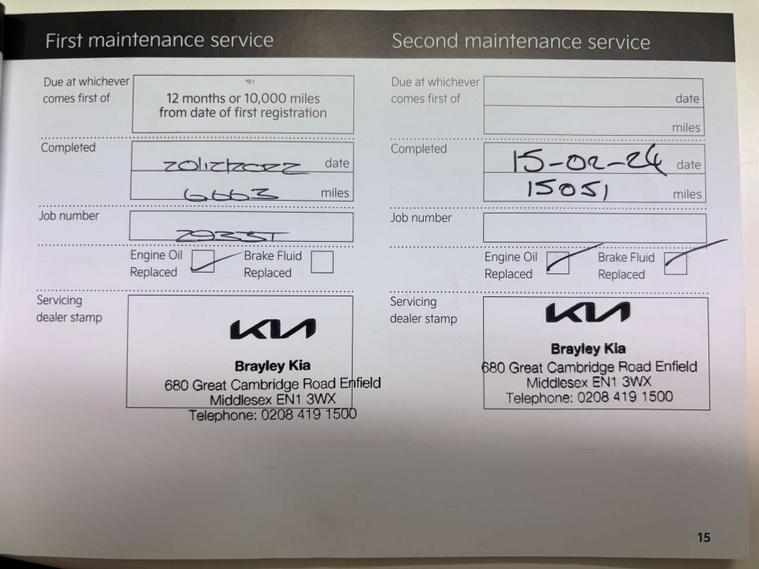 First maintenance service
Due at whichever
comes first of
12 months or 10,000 miles
from date of first registration
Completed
20/12/2022 date
6663 miles
Job number
29335T
Engine Oil
Replaced
Brake Fluid
Replaced
Servicing
dealer stamp
KIA
Brayley Kia
680 Great Cambridge Road Enfield
Middlesex EN1 3WX
Telephone: 0208 419 1500
Second maintenance service
Due at whichever
comes first of
date
miles
Completed
15-02-24 date
15051 miles
Job number
Engine Oil
Replaced
Brake Fluid
Replaced
Servicing
dealer stamp
KIA
Brayley Kia
680 Great Cambridge Road Enfield
Middlesex EN1 3WX
Telephone: 0208 419 1500
15